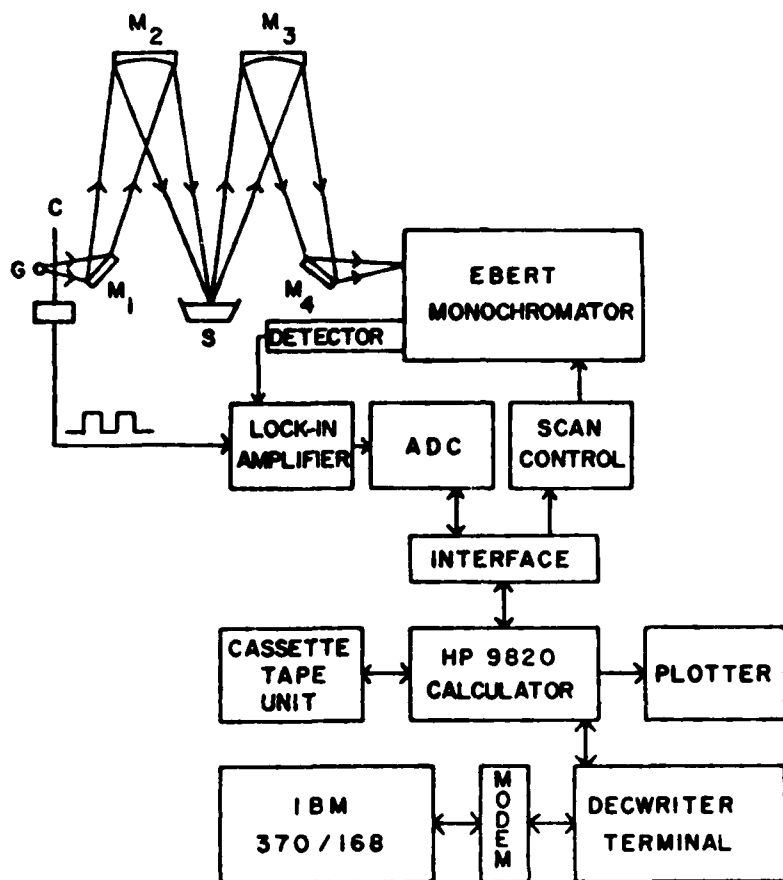 M2
M3
C
G
M1
S
M4
EBERT
MONOCHROMATOR
DETECTOR
LOCK-IN
AMPLIFIER
ADC
SCAN
CONTROL
INTERFACE
CASSETTE
TAPE
UNIT
HP 9820
CALCULATOR
PLOTTER
IBM
370/168
MODEM
DECWRITER
TERMINAL